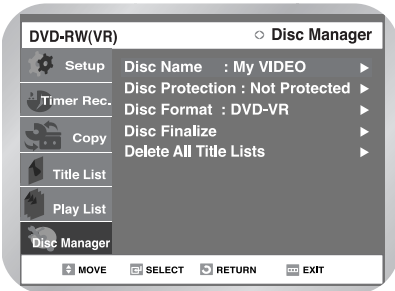 DVD-RW(VR) Disc Manager
Setup
Timer Rec.
Copy
Title List
Play List
Disc Manager
Disc Name : My VIDEO
Disc Protection : Not Protected
Disc Format : DVD-VR
Disc Finalize
Delete All Title Lists
MOVE SELECT RETURN EXIT